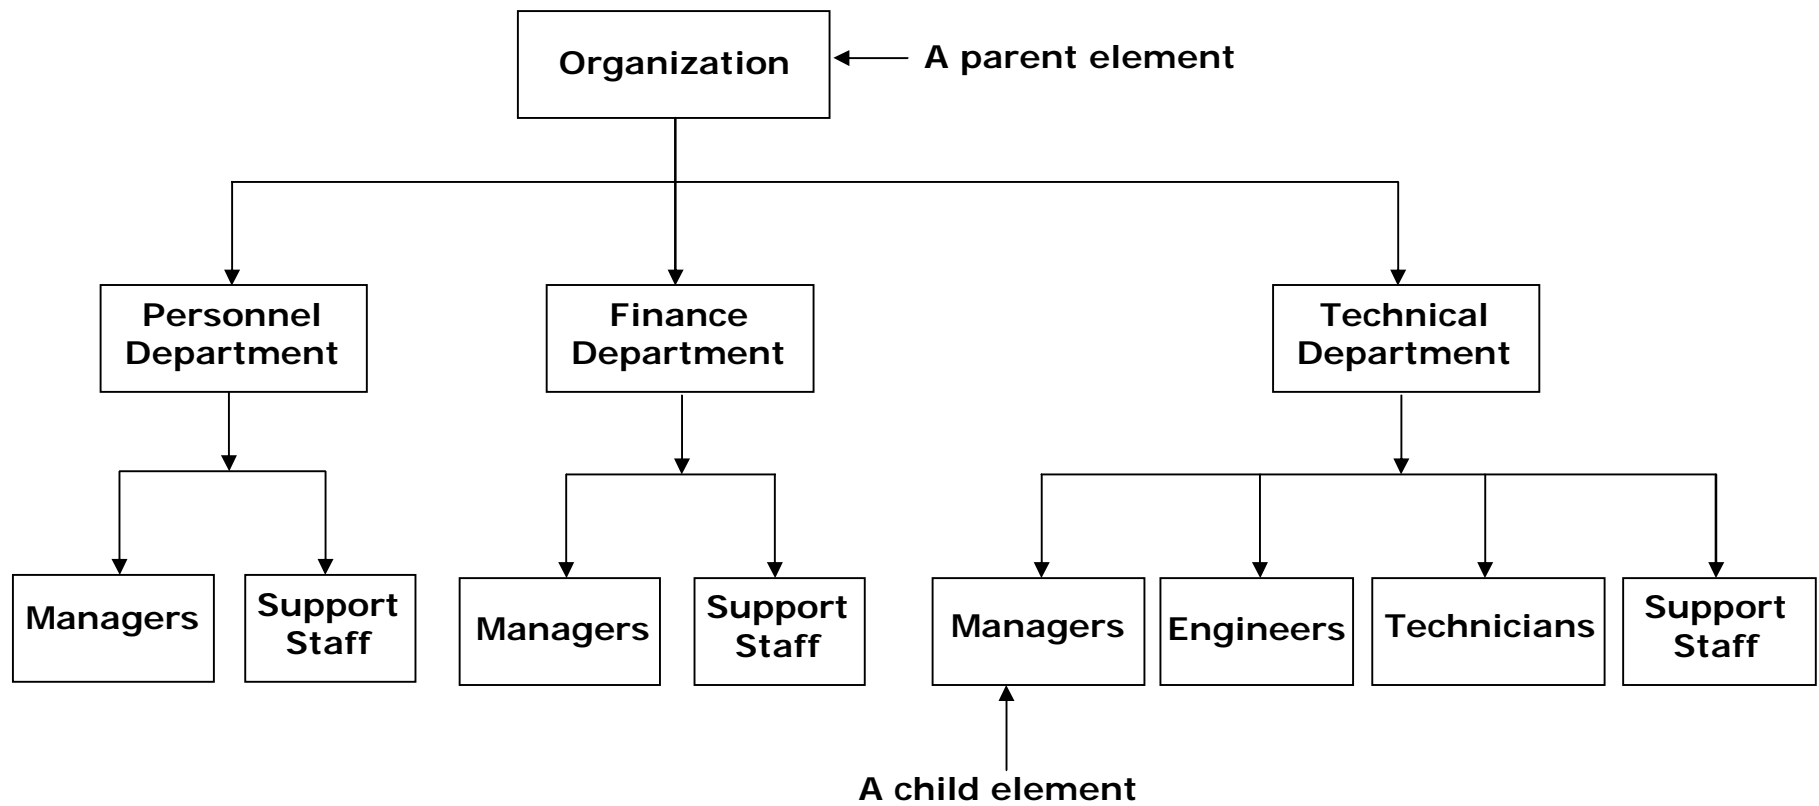 Organization
A parent element
Personnel
Department
Finance
Department
Technical
Department
Managers
Support
Staff
Managers
Support
Staff
Managers
Engineers
Technicians
Support
Staff
A child element